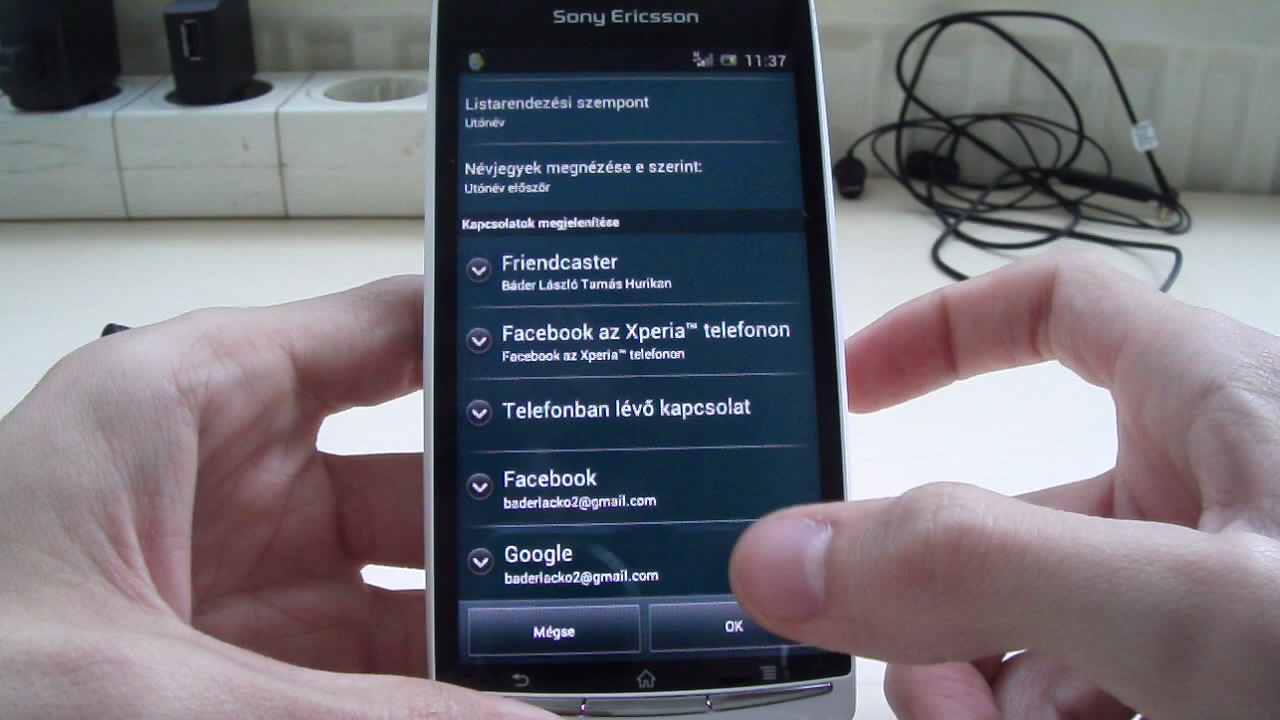 Sony Ericsson
11:37
Listarendezési szempont
Utónév
Névjegyek megnézése e szerint:
Utónév először
Kapcsolatok megjelenítése
Friendcaster
Báder László Tamás Hurikan
Facebook az Xperia™ telefonon
Facebook az Xperia™ telefonon
Telefonban lévő kapcsolat
Facebook
baderlacko2@gmail.com
Google
baderlacko2@gmail.com
Mégse OK